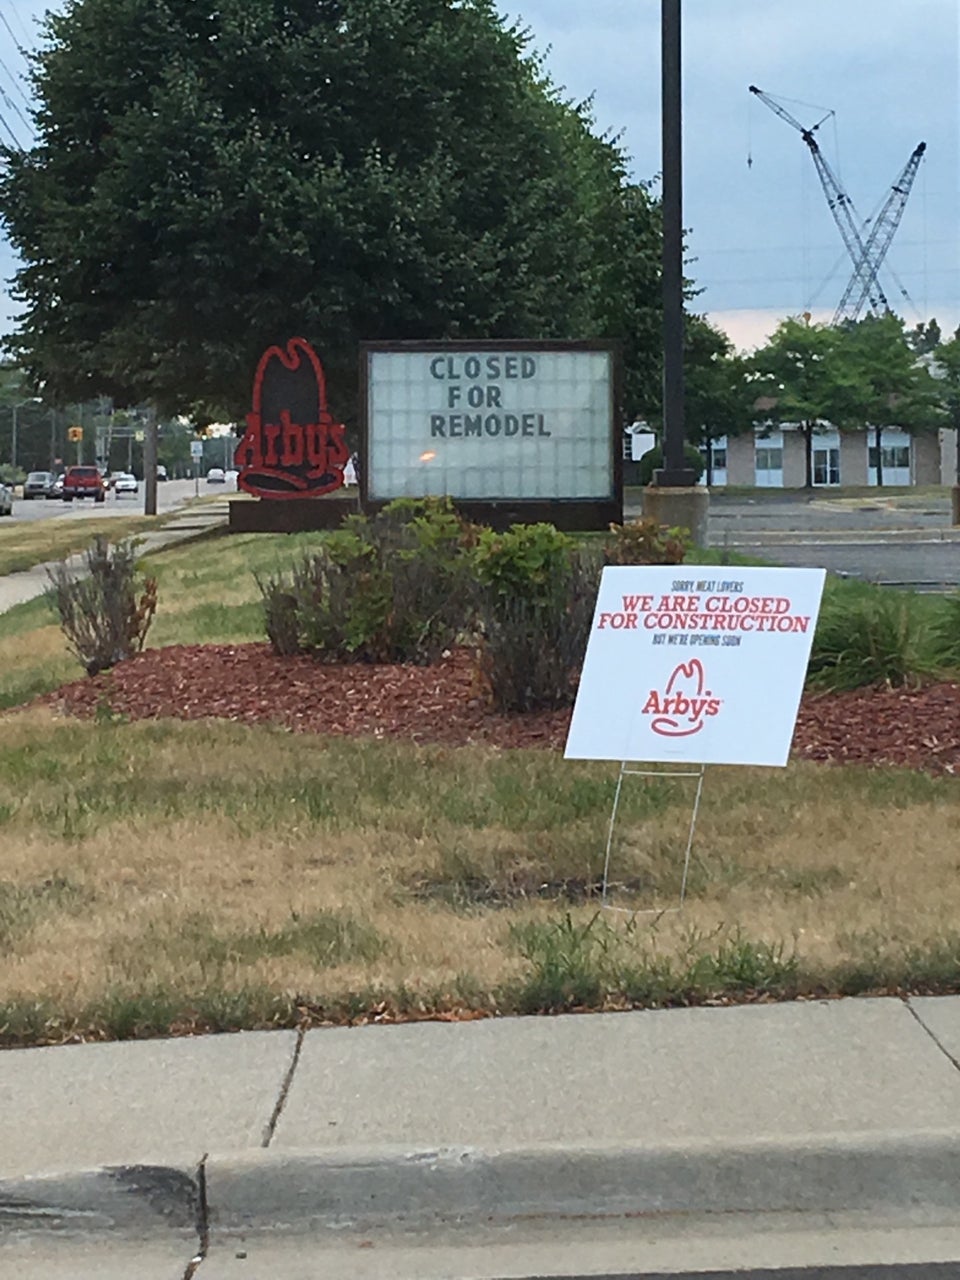 CLOSED
FOR
REMODEL
Arby's
SORRY, MEAT LOVERS
WE ARE CLOSED
FOR CONSTRUCTION
BUT WE'RE OPENING SOON
Arby's